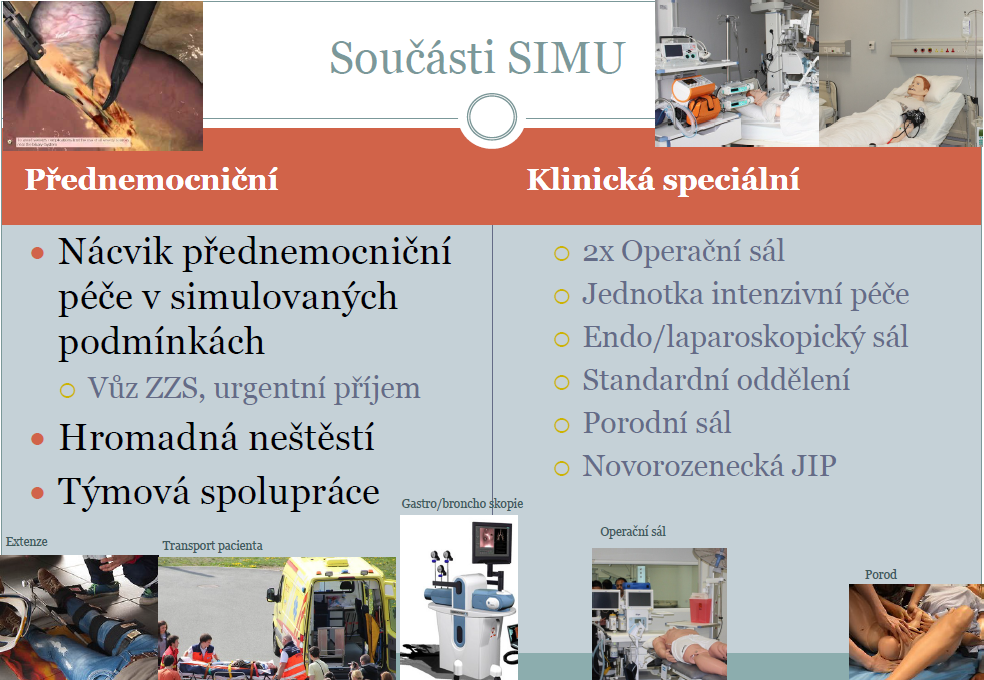 Součásti SIMU
Přednemocniční
Nácvik přednemocniční
péče v simulovaných
podmínkách
Vůz ZZS, urgentní příjem
Hromadná neštěstí
Týmová spolupráce
Klinická speciální
2x Operační sál
Jednotka intenzivní péče
Endo/laparoskopický sál
Standardní oddělení
Porodní sál
Novorozenecká JIP
Extenze
Transport pacienta
Gastro/broncho skopie
Operační sál
Porod